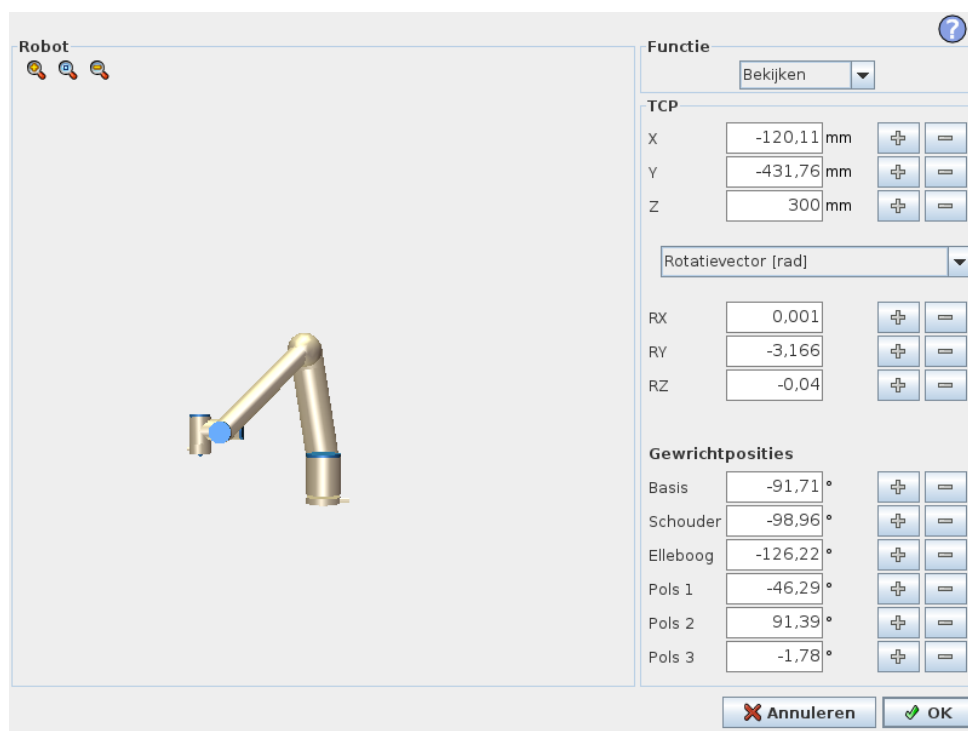 ?
Robot
Functie
Bekijken
TCP
X -120,11 mm
Y -431,76 mm
Z 300 mm
Rotatievector [rad]
RX 0,001
RY -3,166
RZ -0,04
Gewrichtposities
Basis -91,71 °
Schouder -98,96 °
Elleboog -126,22 °
Pols 1 -46,29 °
Pols 2 91,39 °
Pols 3 -1,78 °
Annuleren OK